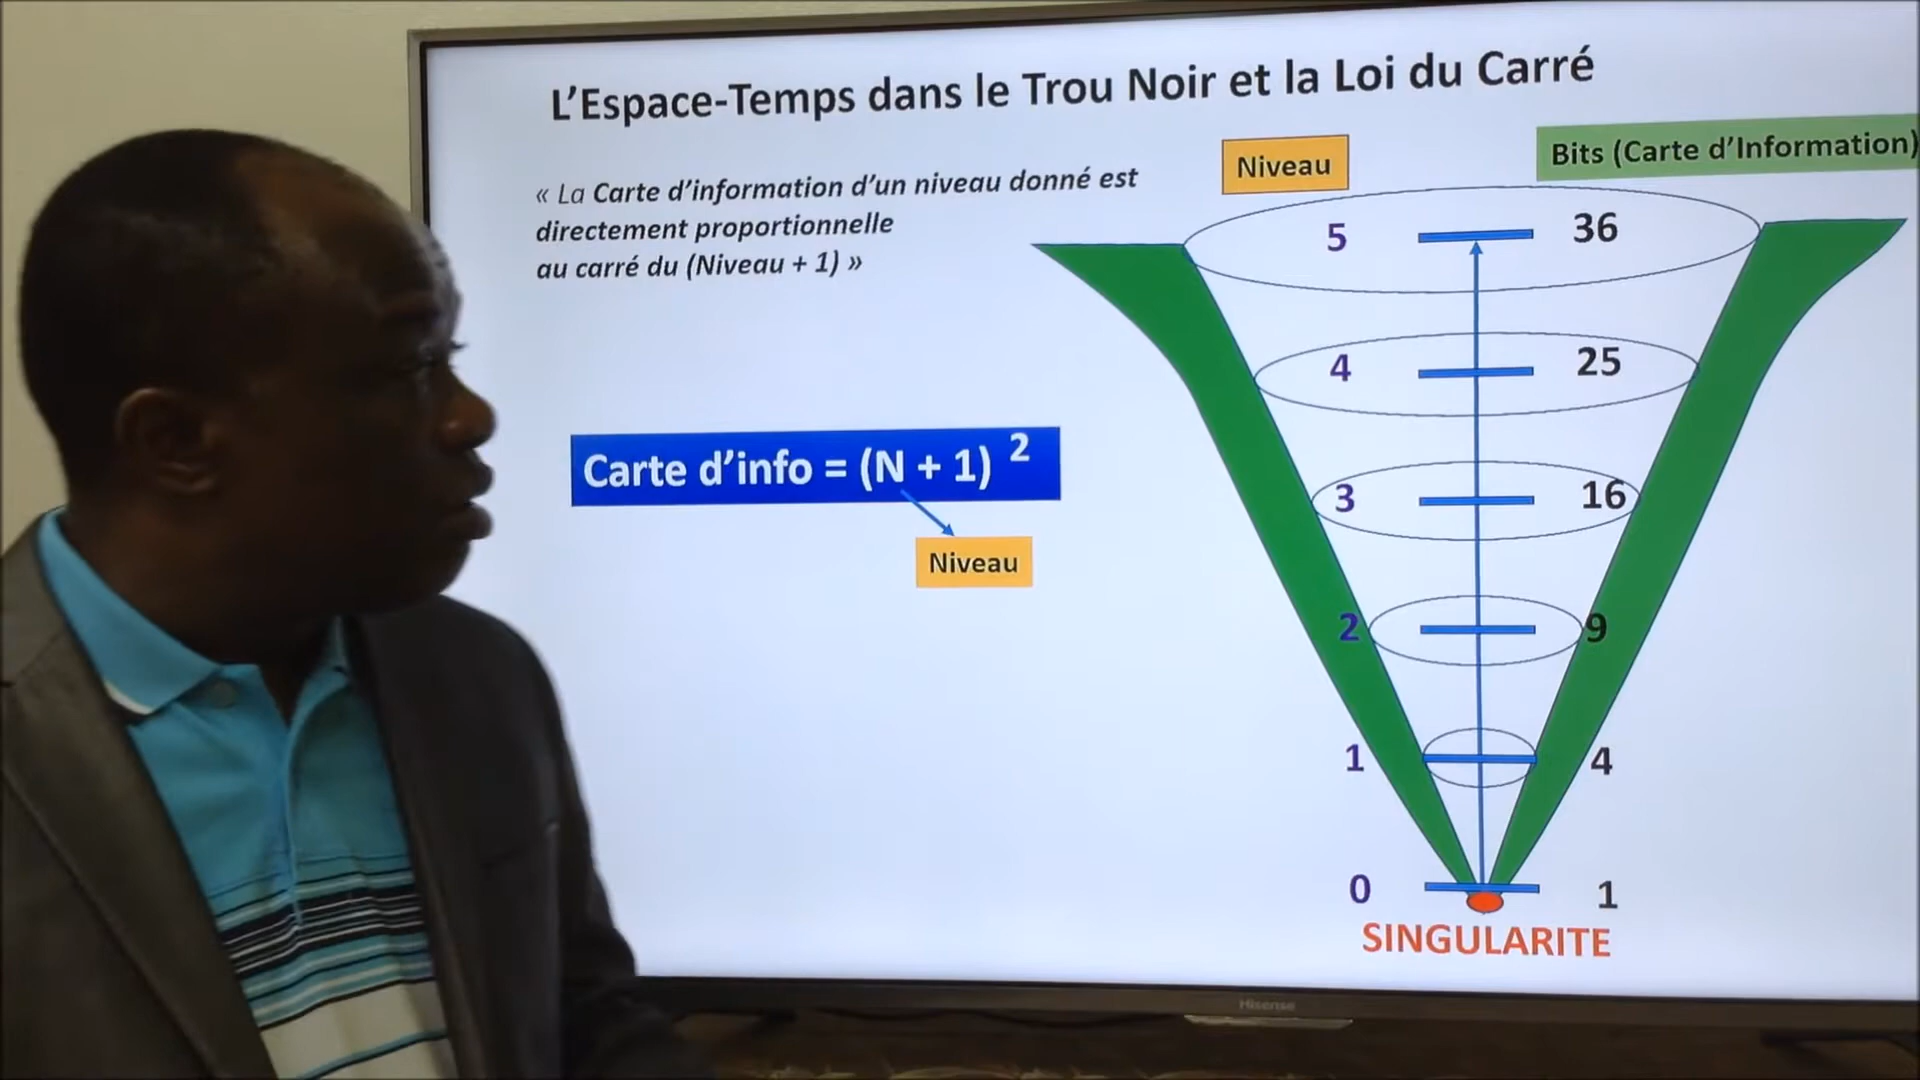 L’Espace-Temps dans le Trou Noir et la Loi du Carré
« La Carte d’information d’un niveau donné est
directement proportionnelle
au carré du (Niveau + 1) »
Carte d’info = (N + 1) 2
Niveau
Niveau
Bits (Carte d’Information)
5 36
4 25
3 16
2 9
1 4
0 1
SINGULARITE
Hisense